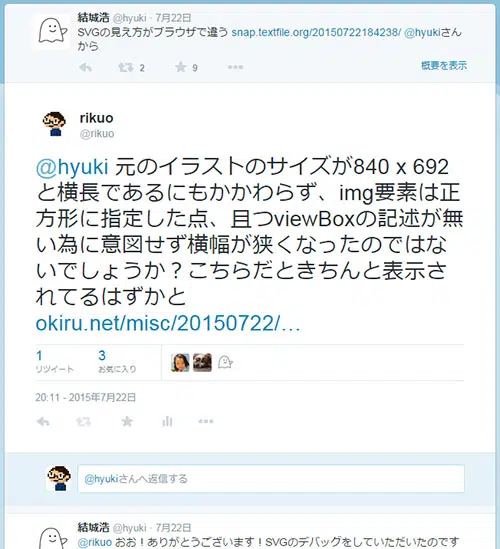 結城浩 @hyuki · 7月22日
SVGの見え方がブラウザで違う snap.textfile.org/20150722184238/ @hyukiさん
から
2 9
概要を表示
rikuo
@rikuo
@hyuki 元のイラストのサイズが840 x 692
と横長であるにもかかわらず、img要素は正
方形に指定した点、且つviewBoxの記述が無
い為に意図せず横幅が狭くなったのではな
いでしょうか？こちらだときちんと表示さ
れてるはずかと
okiru.net/misc/20150722/…
1 3
リツイート お気に入り
20:11 - 2015年7月22日
@hyukiさんへ返信する
結城浩 @hyuki · 7月22日
@rikuo おお！ありがとうございます！SVGのデバッグをしていただいたのです